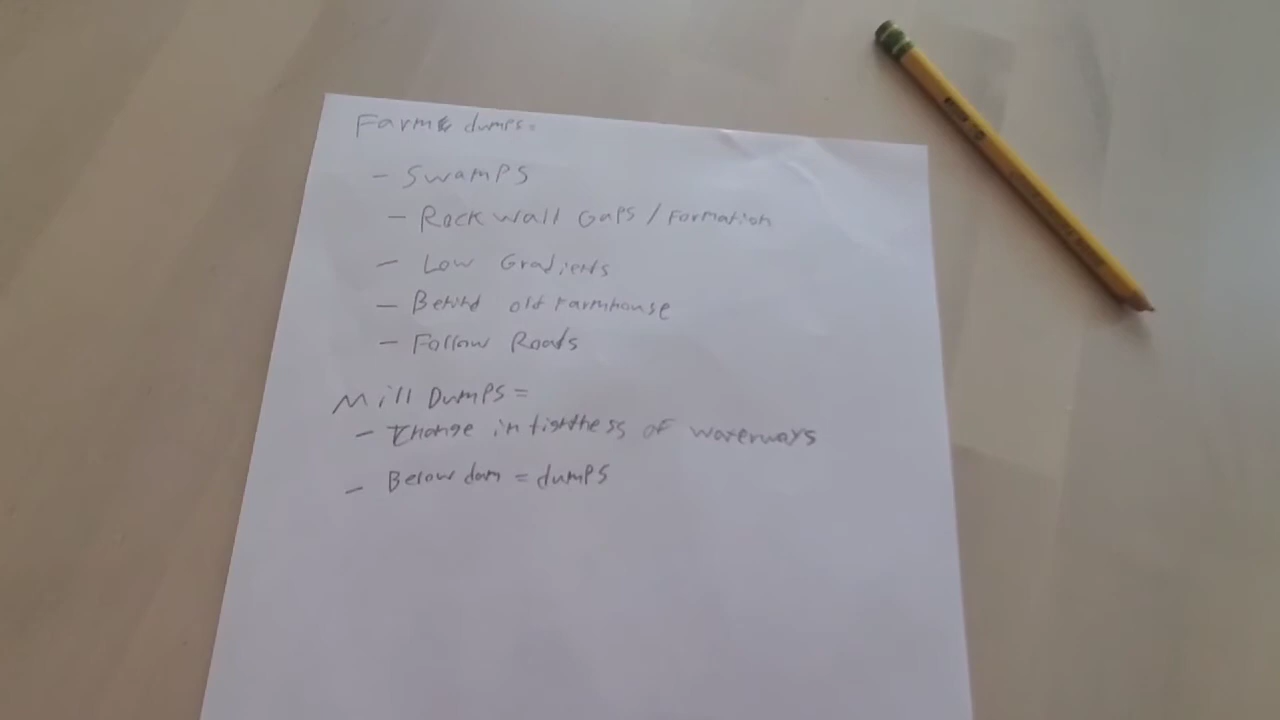 Farm dumps:
- Swamps
- Rock wall Gaps / Formation
- Low Gradients
- Behind old Farmhouse
- Follow Roads
Mill Dumps =
- Change in tightness of waterways
- Below dam = dumps